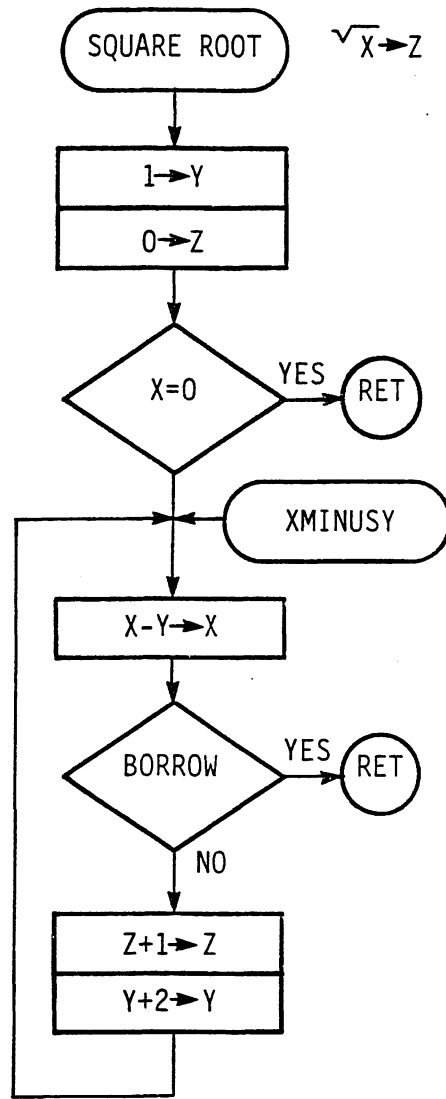 SQUARE ROOT
√X→Z
1→Y
0→Z
X=0
YES
RET
XMINUSY
X-Y→X
BORROW
YES
RET
NO
Z+1→Z
Y+2→Y